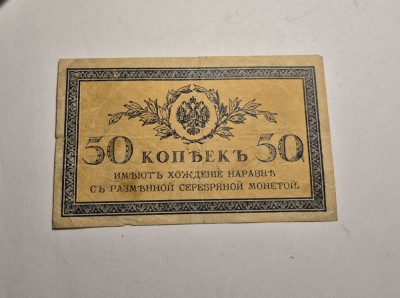 50 КОПѢЕКЪ 50
ИМѢЮТЪ ХОЖДЕНІЕ НАРАВНѢ
СЪ РАЗМѢННОЙ СЕРЕБРЯНОЙ МОНЕТОЙ.